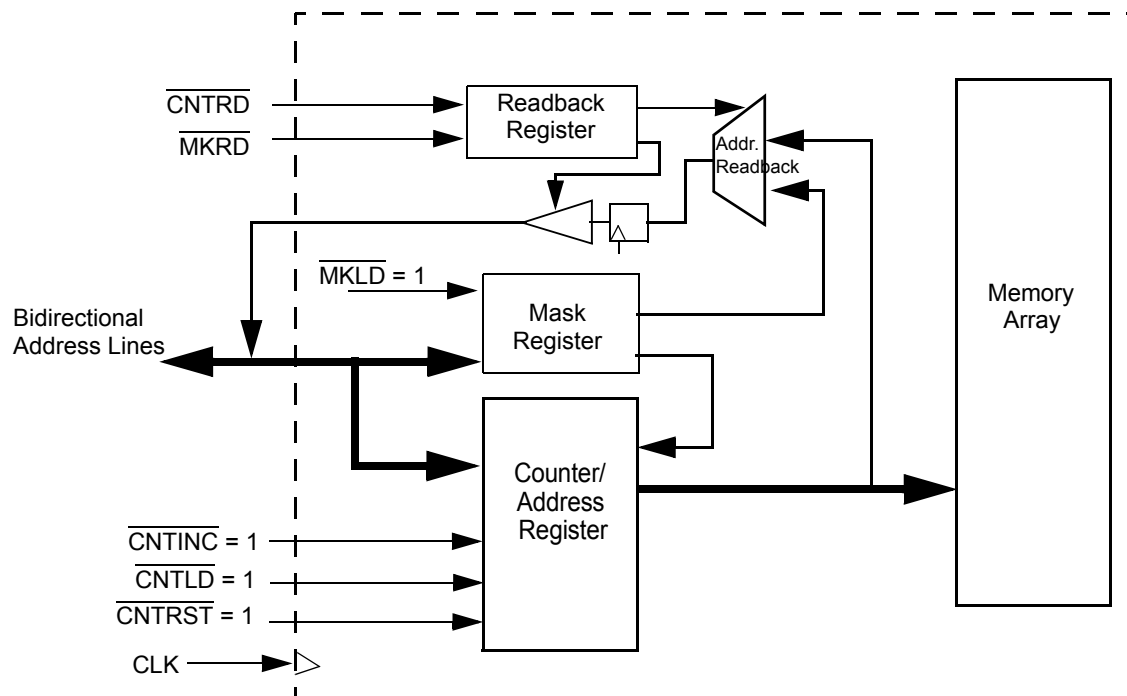 CNTRD
MKRD
Readback
Register
Addr.
Readback
MKLD = 1
Mask
Register
Memory
Array
Bidirectional
Address Lines
Counter/
Address
Register
CNTINC = 1
CNTLD = 1
CNTRST = 1
CLK